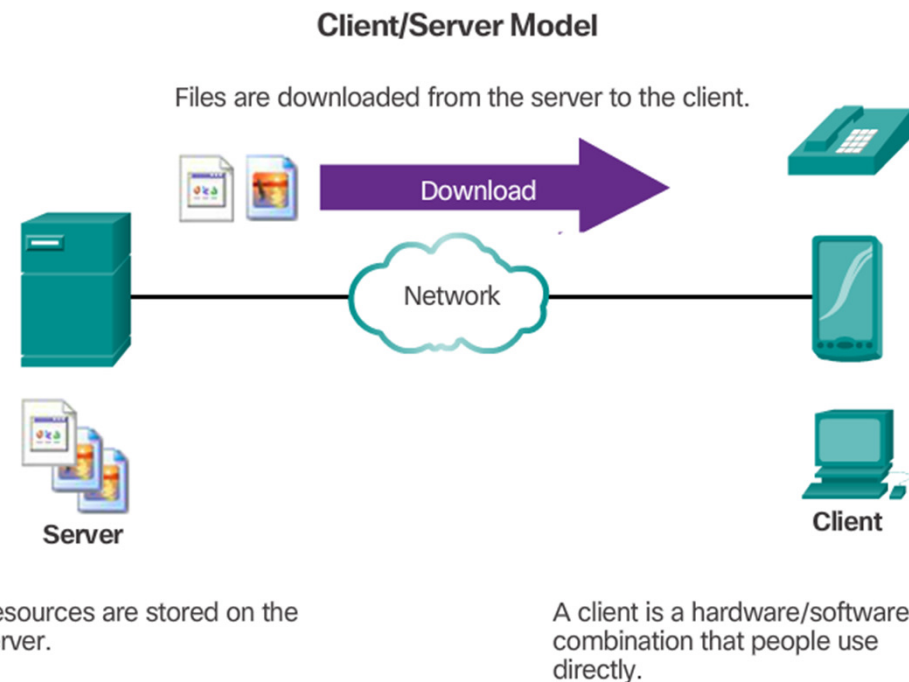 Client/Server Model
Files are downloaded from the server to the client.
Download
Network
Server
Client
esources are stored on the
rver.
A client is a hardware/software
combination that people use
directly.